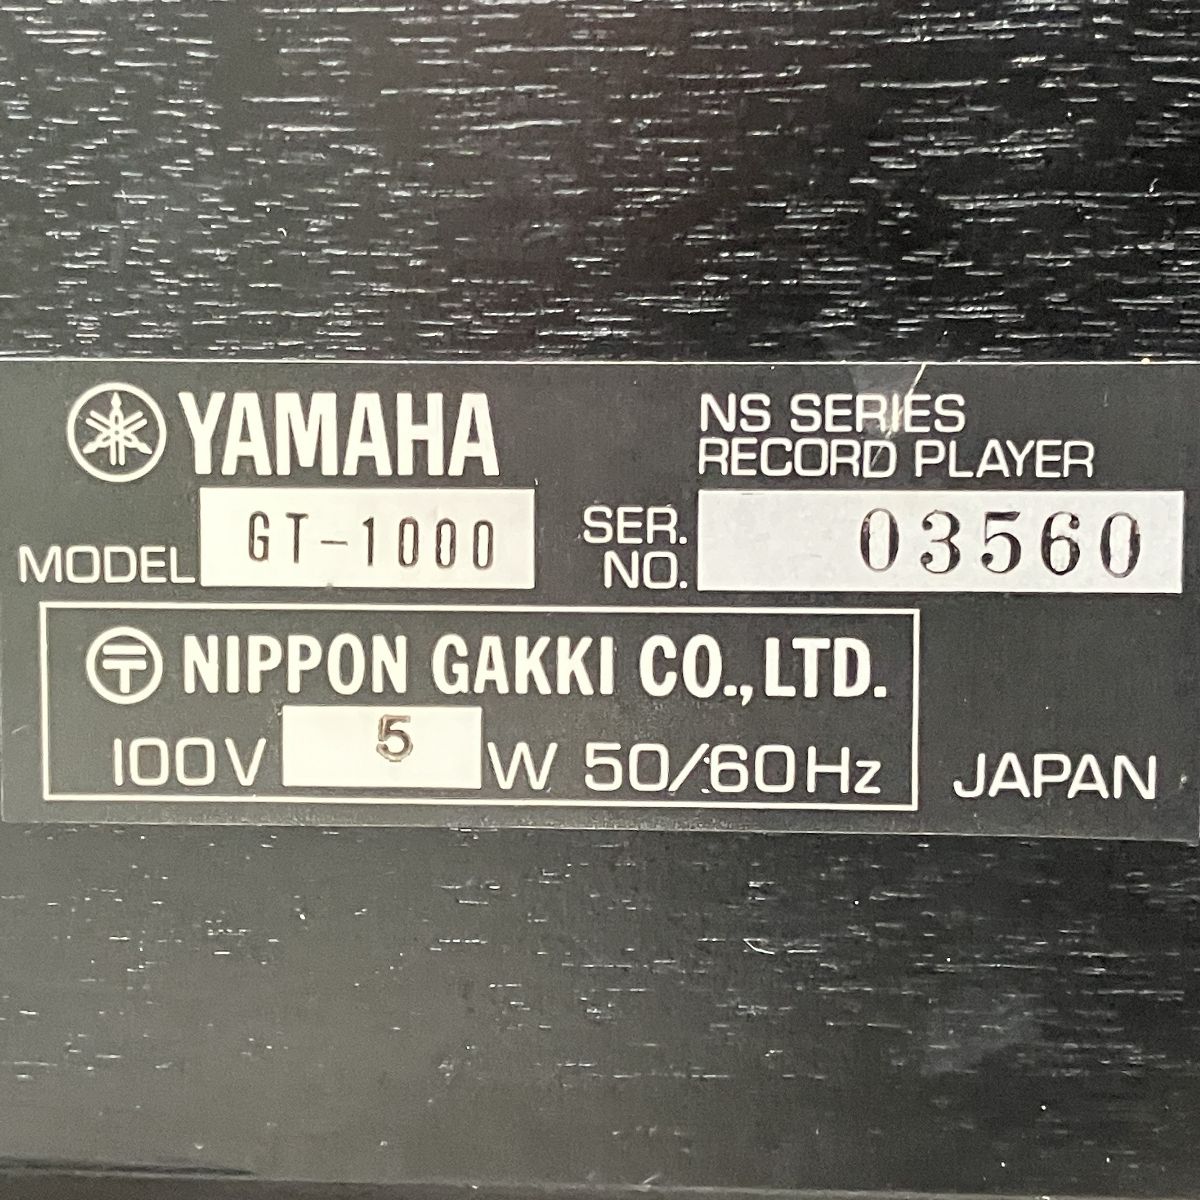 YAMAHA
NS SERIES
RECORD PLAYER
MODEL GT-1000
SER. NO. 03560
〒 NIPPON GAKKI CO., LTD.
100V 5 W 50/60Hz
JAPAN